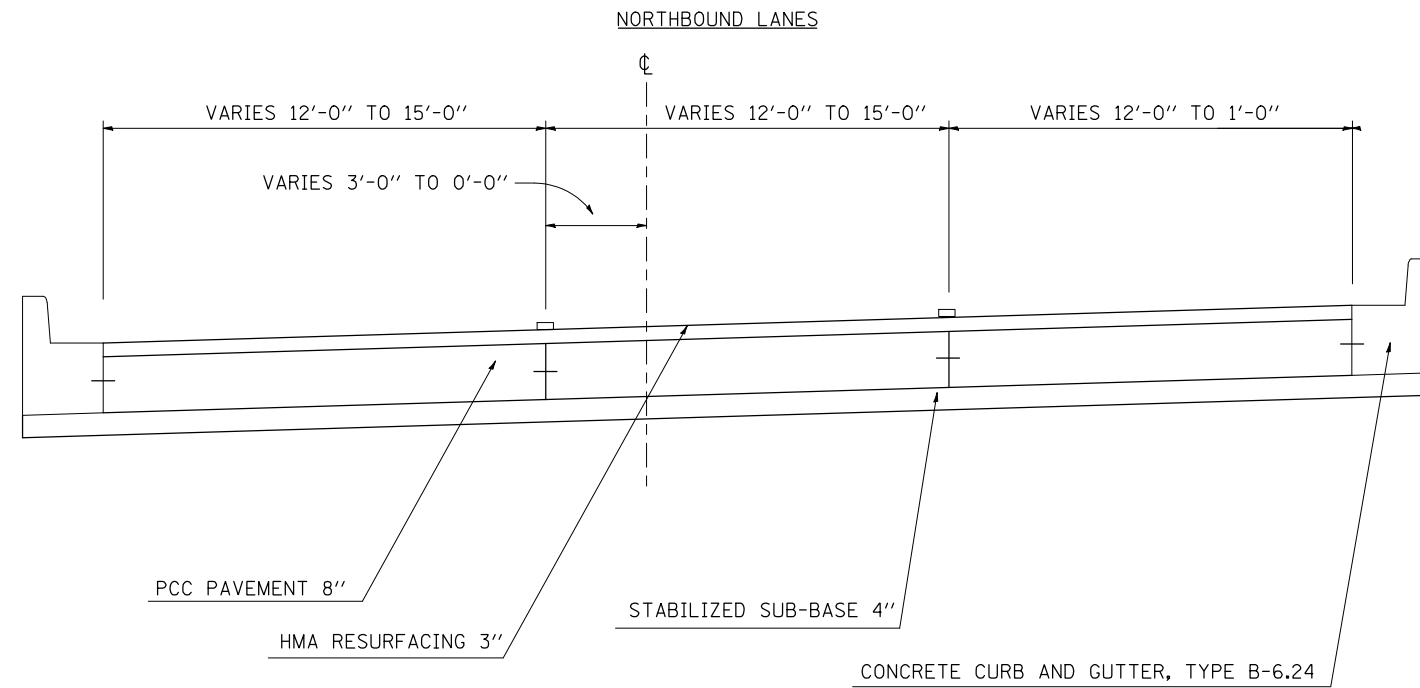 NORTHBOUND LANES
℄
VARIES 12'-0" TO 15'-0"
VARIES 12'-0" TO 15'-0"
VARIES 12'-0" TO 1'-0"
VARIES 3'-0" TO 0'-0"
PCC PAVEMENT 8"
STABILIZED SUB-BASE 4"
HMA RESURFACING 3"
CONCRETE CURB AND GUTTER, TYPE B-6.24